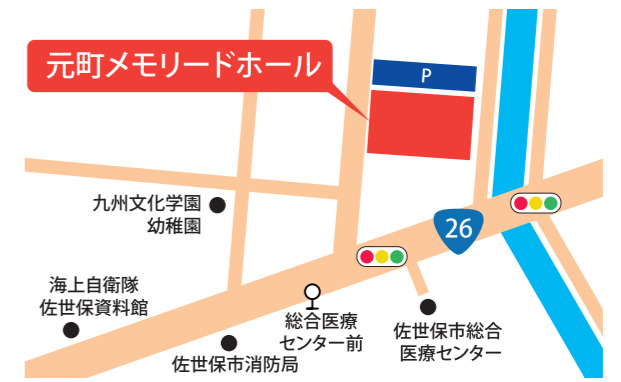 元町メモリードホール
P
九州文化学園
幼稚園
26
海上自衛隊
佐世保資料館
総合医療
センター前
佐世保市総合
医療センター
佐世保市消防局